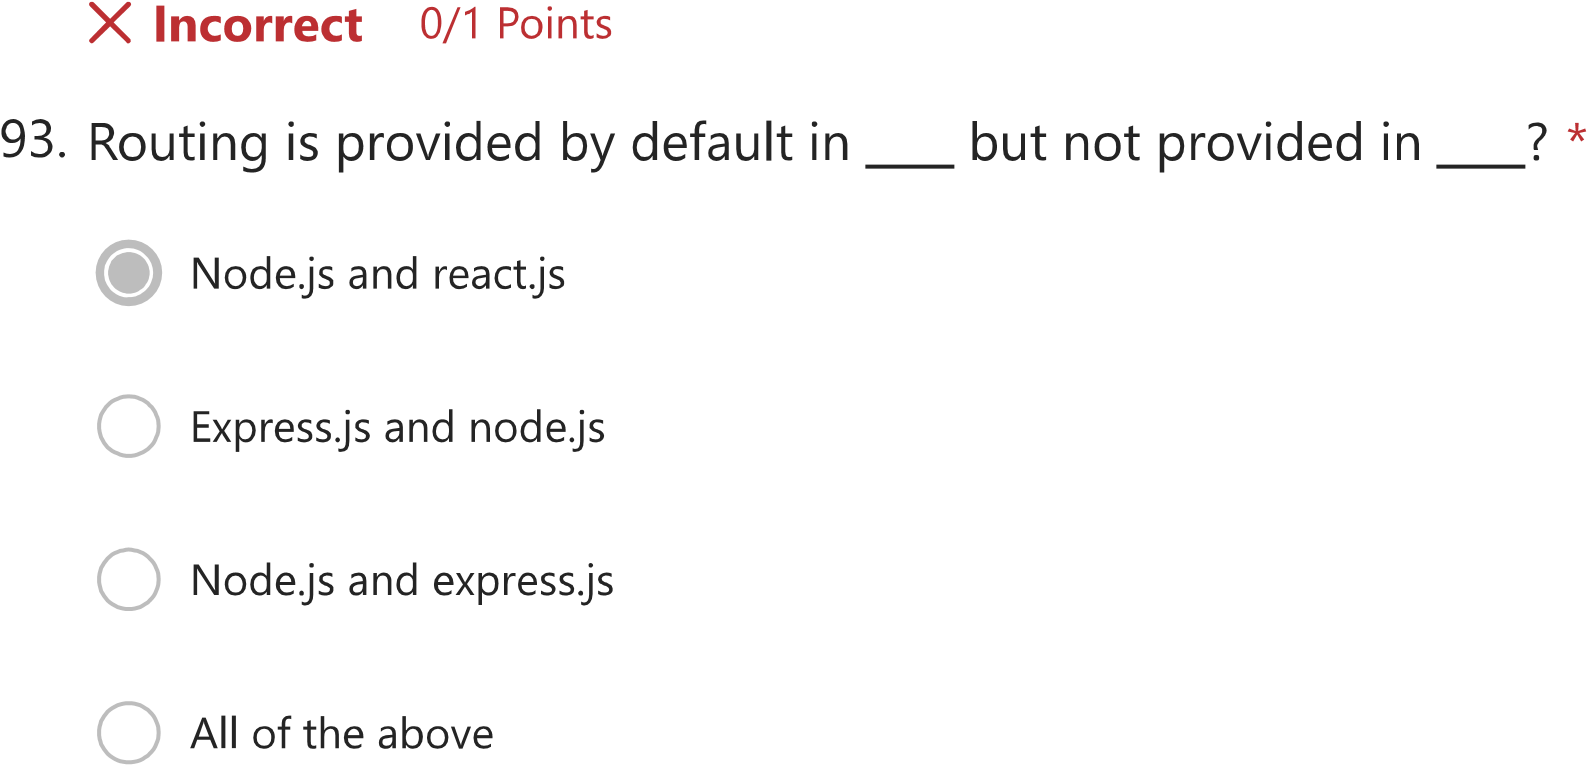 Incorrect 0/1 Points
93. Routing is provided by default in ____ but not provided in ____? *
Node.js and react.js
Express.js and node.js
Node.js and express.js
All of the above